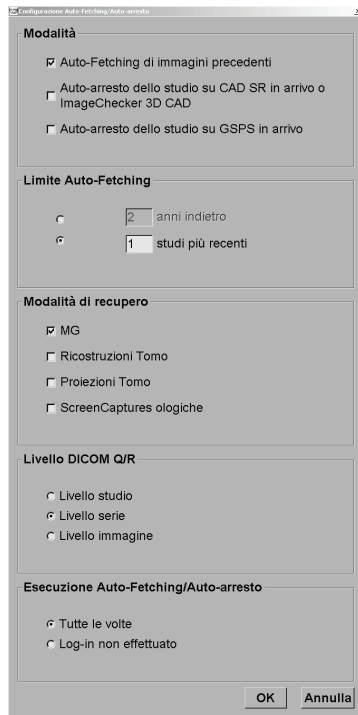 Configurazione Auto-Fetching/Auto-arresto
Modalità
Auto-Fetching di immagini precedenti
Auto-arresto dello studio su CAD SR in arrivo o
ImageChecker 3D CAD
Auto-arresto dello studio su GSPS in arrivo
Limite Auto-Fetching
2 anni indietro
1 studi più recenti
Modalità di recupero
MG
Ricostruzioni Tomo
Proiezioni Tomo
ScreenCaptures ologiche
Livello DICOM Q/R
Livello studio
Livello serie
Livello immagine
Esecuzione Auto-Fetching/Auto-arresto
Tutte le volte
Log-in non effettuato
OK Annulla